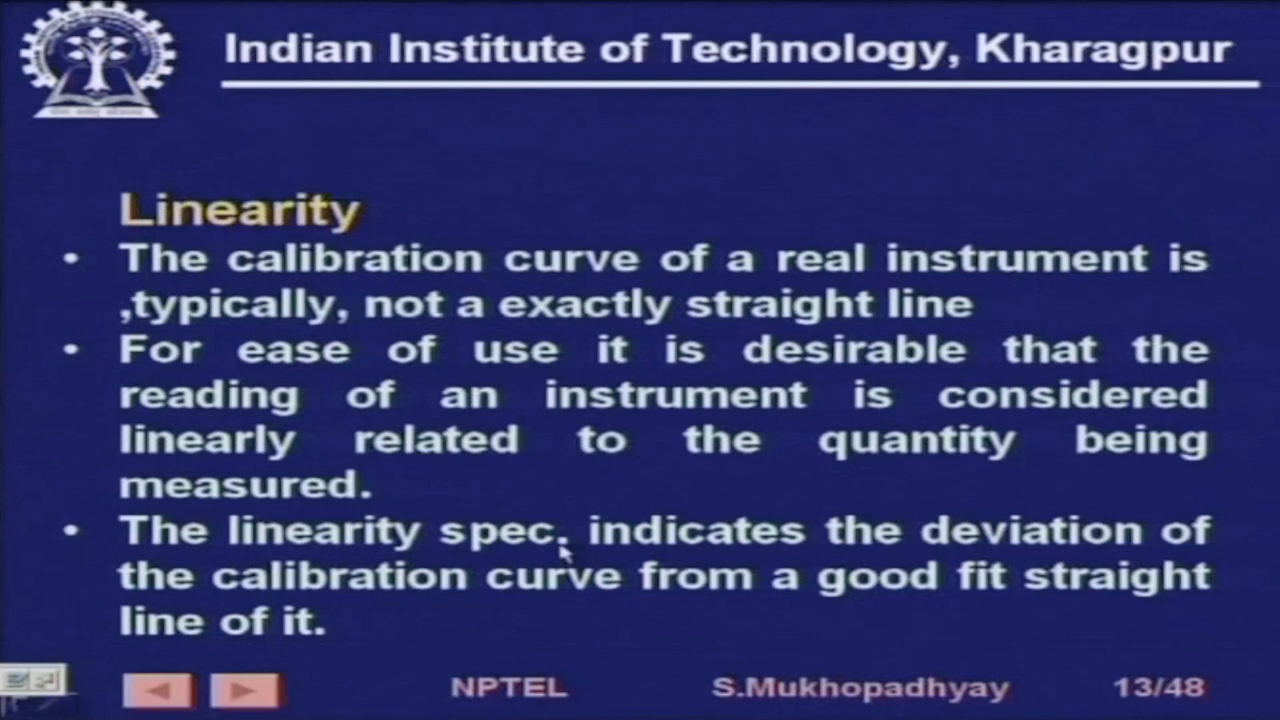 Indian Institute of Technology, Kharagpur
Linearity
• The calibration curve of a real instrument is
,typically, not a exactly straight line
• For ease of use it is desirable that the
reading of an instrument is considered
linearly related to the quantity being
measured.
• The linearity spec. indicates the deviation of
the calibration curve from a good fit straight
line of it.
NPTEL S.Mukhopadhyay 13/48